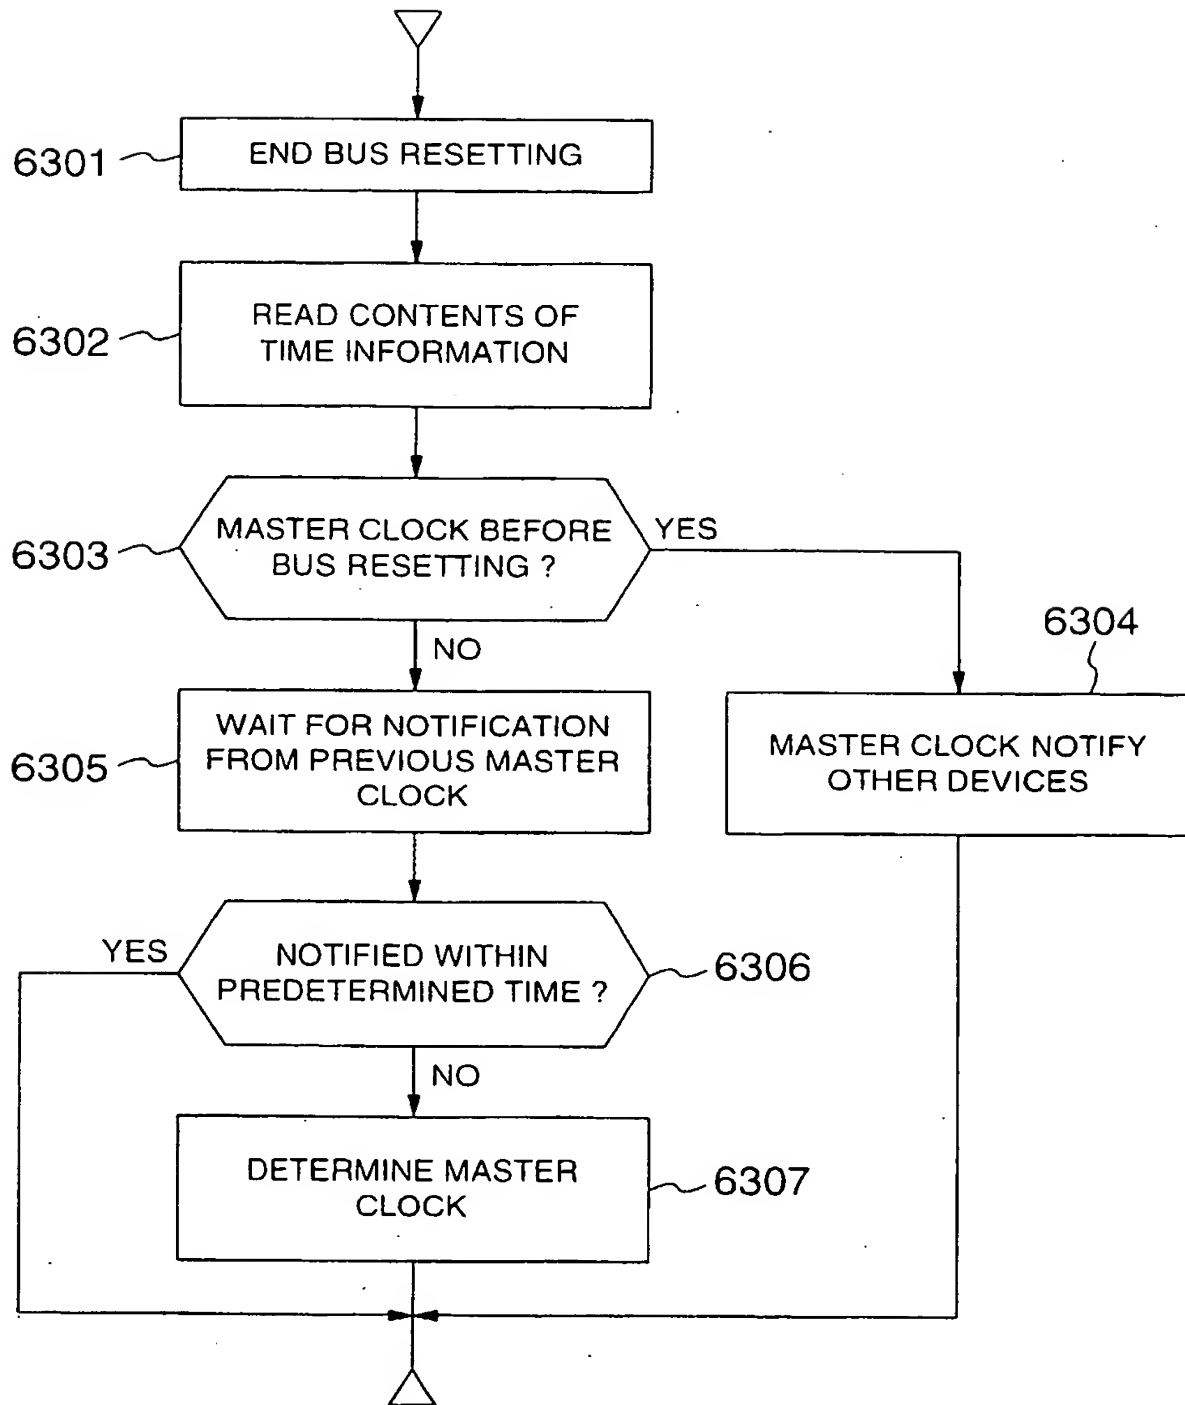 6301
END BUS RESETTING
6302
READ CONTENTS OF
TIME INFORMATION
6303
MASTER CLOCK BEFORE
BUS RESETTING ?
YES
NO
6304
MASTER CLOCK NOTIFY
OTHER DEVICES
6305
WAIT FOR NOTIFICATION
FROM PREVIOUS MASTER
CLOCK
YES
NOTIFIED WITHIN
PREDETERMINED TIME ?
6306
NO
DETERMINE MASTER
CLOCK
6307